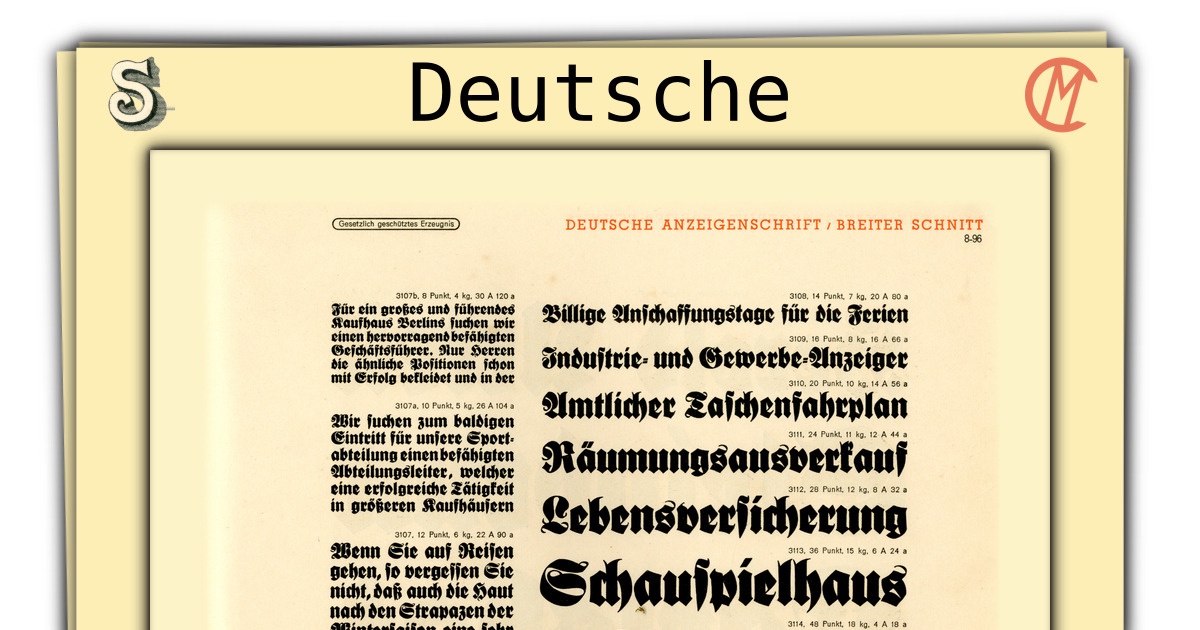 Deutsche
Gesetzlich geschütztes Erzeugnis
DEUTSCHE ANZEIGENSCHRIFT / BREITER SCHNITT
8-96
3107b, 8 Punkt, 4 kg, 30 A 120 a
Für ein großes und führendes
Kaufhaus Berlins suchen wir
einen hervorragend befähigten
Geschäftsführer. Nur Herren
die ähnliche Positionen schon
mit Erfolg bekleidet und in der
3107a, 10 Punkt, 5 kg, 26 A 104 a
Wir suchen zum baldigen
Eintritt für unsere Sport-
abteilung einen befähigten
Abteilungsleiter, welcher
eine erfolgreiche Tätigkeit
in größeren Kaufhäusern
3107, 12 Punkt, 6 kg, 22 A 90 a
Wenn Sie auf Reisen
gehen, so vergessen Sie
nicht, daß auch die Haut
nach den Strapazen der
3108, 14 Punkt, 7 kg, 20 A 80 a
Billige Anschaffungstage für die Ferien
3109, 16 Punkt, 8 kg, 16 A 66 a
Industrie- und Gewerbe-Anzeiger
3110, 20 Punkt, 10 kg, 14 A 56 a
Amtlicher Taschenfahrplan
3111, 24 Punkt, 11 kg, 12 A 44 a
Räumungsausverkauf
3112, 28 Punkt, 12 kg, 8 A 32 a
Lebensversicherung
3113, 36 Punkt, 15 kg, 6 A 24 a
Schauspielhaus
3114, 48 Punkt, 18 kg, 4 A 18 a